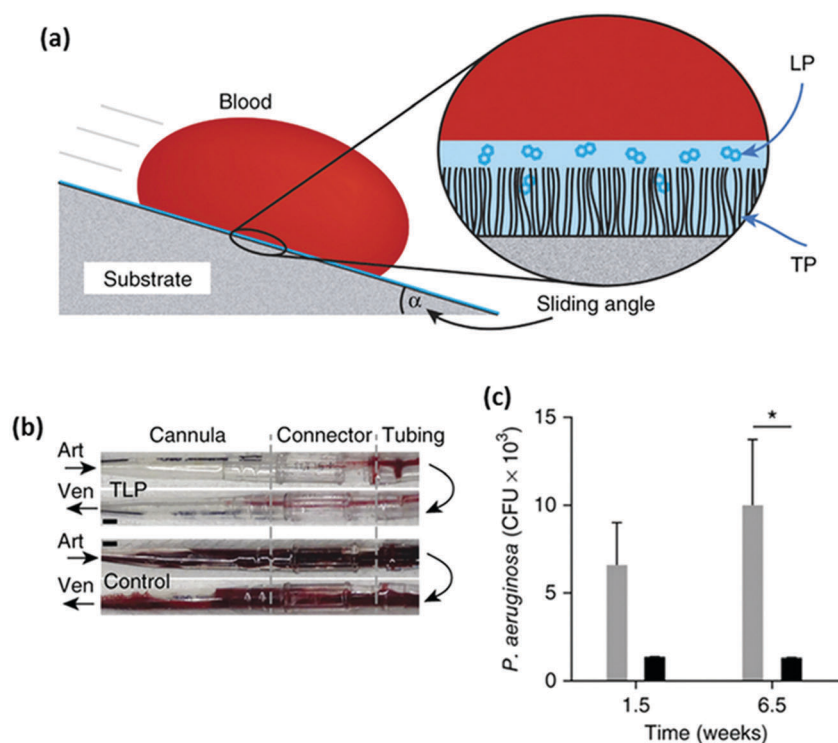 (a)
Blood
LP
Substrate
α
Sliding angle
TP
(b)
Cannula Connector Tubing
Art
TLP
Ven
Art
Control
Ven
(c)
15
*
10
5
0
P. aeruginosa (CFU × 10³)
1.5 6.5
Time (weeks)